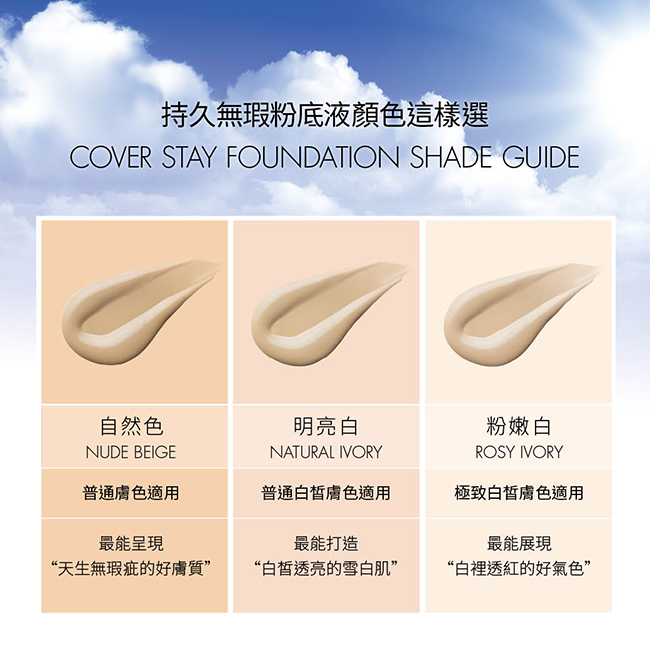 持久無瑕粉底液顏色這樣選
COVER STAY FOUNDATION SHADE GUIDE
自然色
NUDE BEIGE
普通膚色適用
最能呈現
“天生無瑕疵的好膚質”
明亮白
NATURAL IVORY
普通白皙膚色適用
最能打造
“白皙透亮的雪白肌”
粉嫩白
ROSY IVORY
極致白皙膚色適用
最能展現
“白裡透紅的好氣色”